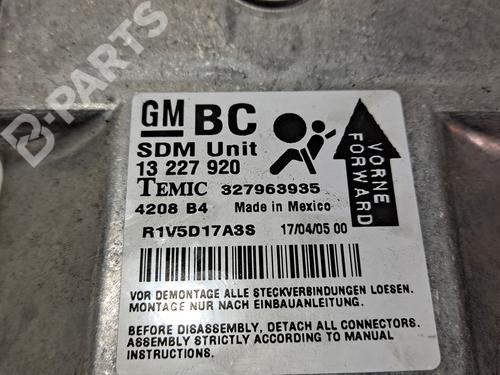 B-PARTS
GM BC
SDM Unit
13 227 920
TEMIC 327963935
4208 B4 Made in Mexico
R1V5D17A3S 17/04/05 00
VORNE
FORWARD
VOR DEMONTAGE ALLE STECKVERBINDUNGEN LOESEN.
MONTAGE NUR NACH EINBAUANLEITUNG.
BEFORE DISASSEMBLY, DETACH ALL CONNECTORS.
ASSEMBLY STRICTLY ACCORDING TO MANUAL
INSTRUCTIONS.